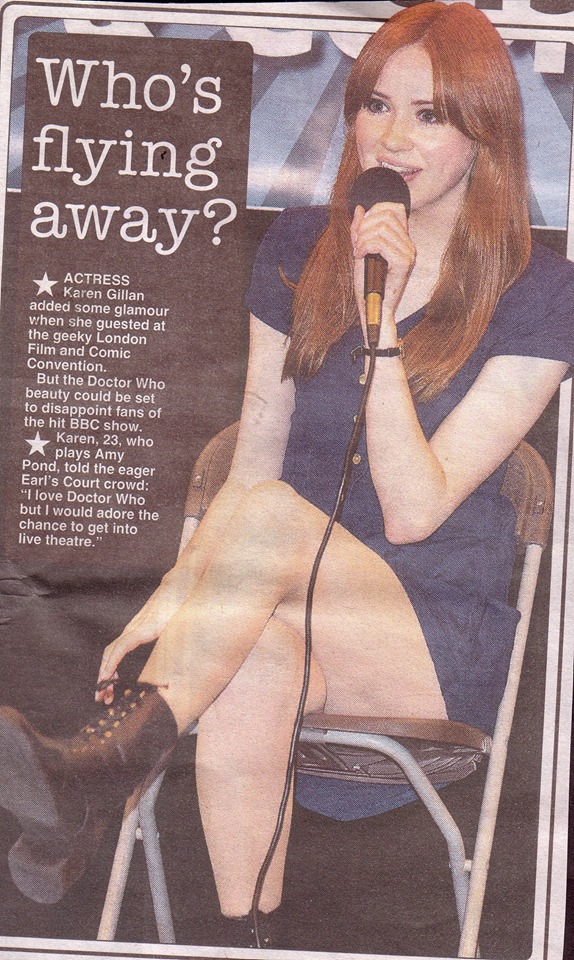 Who's
flying
away?
ACTRESS
Karen Gillan
added some glamour
when she guested at
the geeky London
Film and Comic
Convention.
But the Doctor Who
beauty could be set
to disappoint fans of
the hit BBC show.
Karen, 23, who
plays Amy
Pond, told the eager
Earl's Court crowd:
"I love Doctor Who
but I would adore the
chance to get into
live theatre."